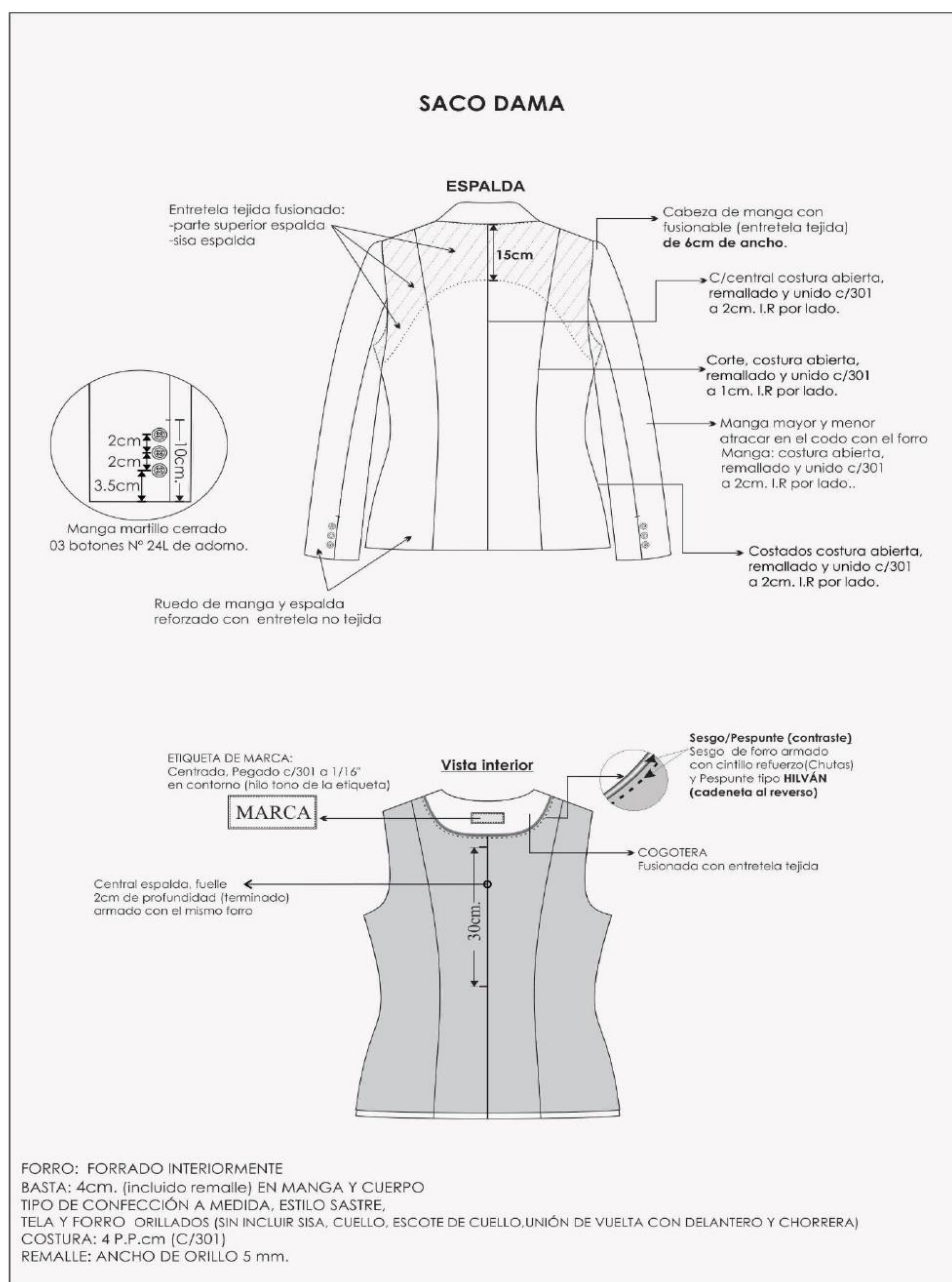 SACO DAMA
ESPALDA
Entretela tejida fusionado:
-parte superior espalda
-sisa espalda
15cm
Cabeza de manga con
fusionable (entretela tejida)
de 6cm de ancho.
C/central costura abierta,
remallado y unido c/301
a 2cm. I.R por lado.
Corte, costura abierta,
remallado y unido c/301
a 1cm. I.R por lado.
Manga mayor y menor
atracar en el codo con el forro
Manga: costura abierta,
remallado y unido c/301
a 2cm. I.R por lado..
Costados costura abierta,
remallado y unido c/301
a 2cm. I.R por lado.
2cm
2cm
3.5cm
10cm.
Manga martillo cerrado
03 botones N° 24L de adorno.
Ruedo de manga y espalda
reforzado con entretela no tejida
ETIQUETA DE MARCA:
Centrada, Pegado c/301 a 1/16"
en contorno (hilo tono de la etiqueta)
MARCA
Vista interior
Sesgo/Pespunte (contraste)
Sesgo de forro armado
con cintillo refuerzo(Chutas)
y Pespunte tipo HILVÁN
(cadeneta al reverso)
COGOTERA
Fusionada con entretela tejida
Central espalda, fuelle
2cm de profundidad (terminado)
armado con el mismo forro
30cm.
FORRO: FORRADO INTERIORMENTE
BASTA: 4cm. (incluido remalle) EN MANGA Y CUERPO
TIPO DE CONFECCIÓN A MEDIDA, ESTILO SASTRE,
TELA Y FORRO ORILLADOS (SIN INCLUIR SISA, CUELLO, ESCOTE DE CUELLO,UNIÓN DE VUELTA CON DELANTERO Y CHORRERA)
COSTURA: 4 P.P.cm (C/301)
REMALLE: ANCHO DE ORILLO 5 mm.